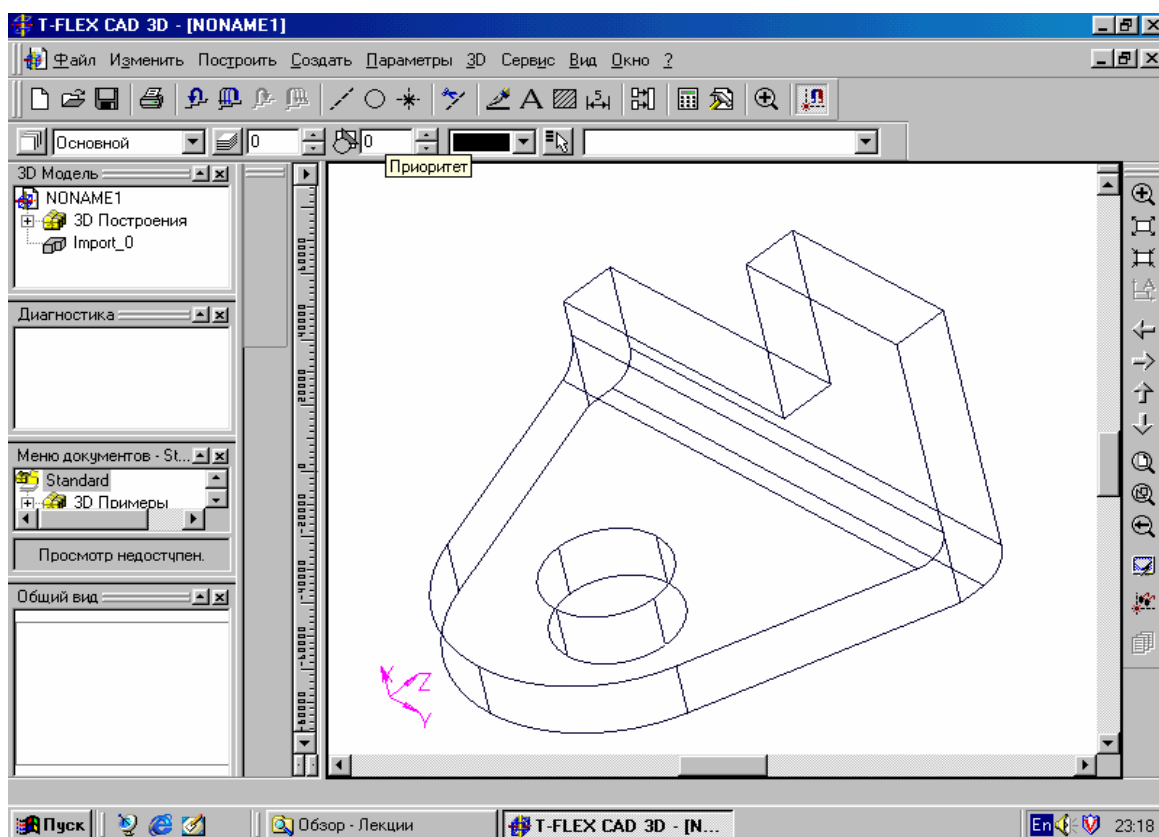 T-FLEX CAD 3D - [NONAME1]
Файл Изменить Построить Создать Параметры 3D Сервис Вид Окно ?
Основной 0 0
Приоритет
3D Модель
NONAME1
3D Построения
Import_0
Диагностика
Меню документов - St...
Standard
3D Примеры
Просмотр недоступен.
Общий вид
X
Z
Y
Пуск Обзор - Лекции T-FLEX CAD 3D - [N... En 23:18